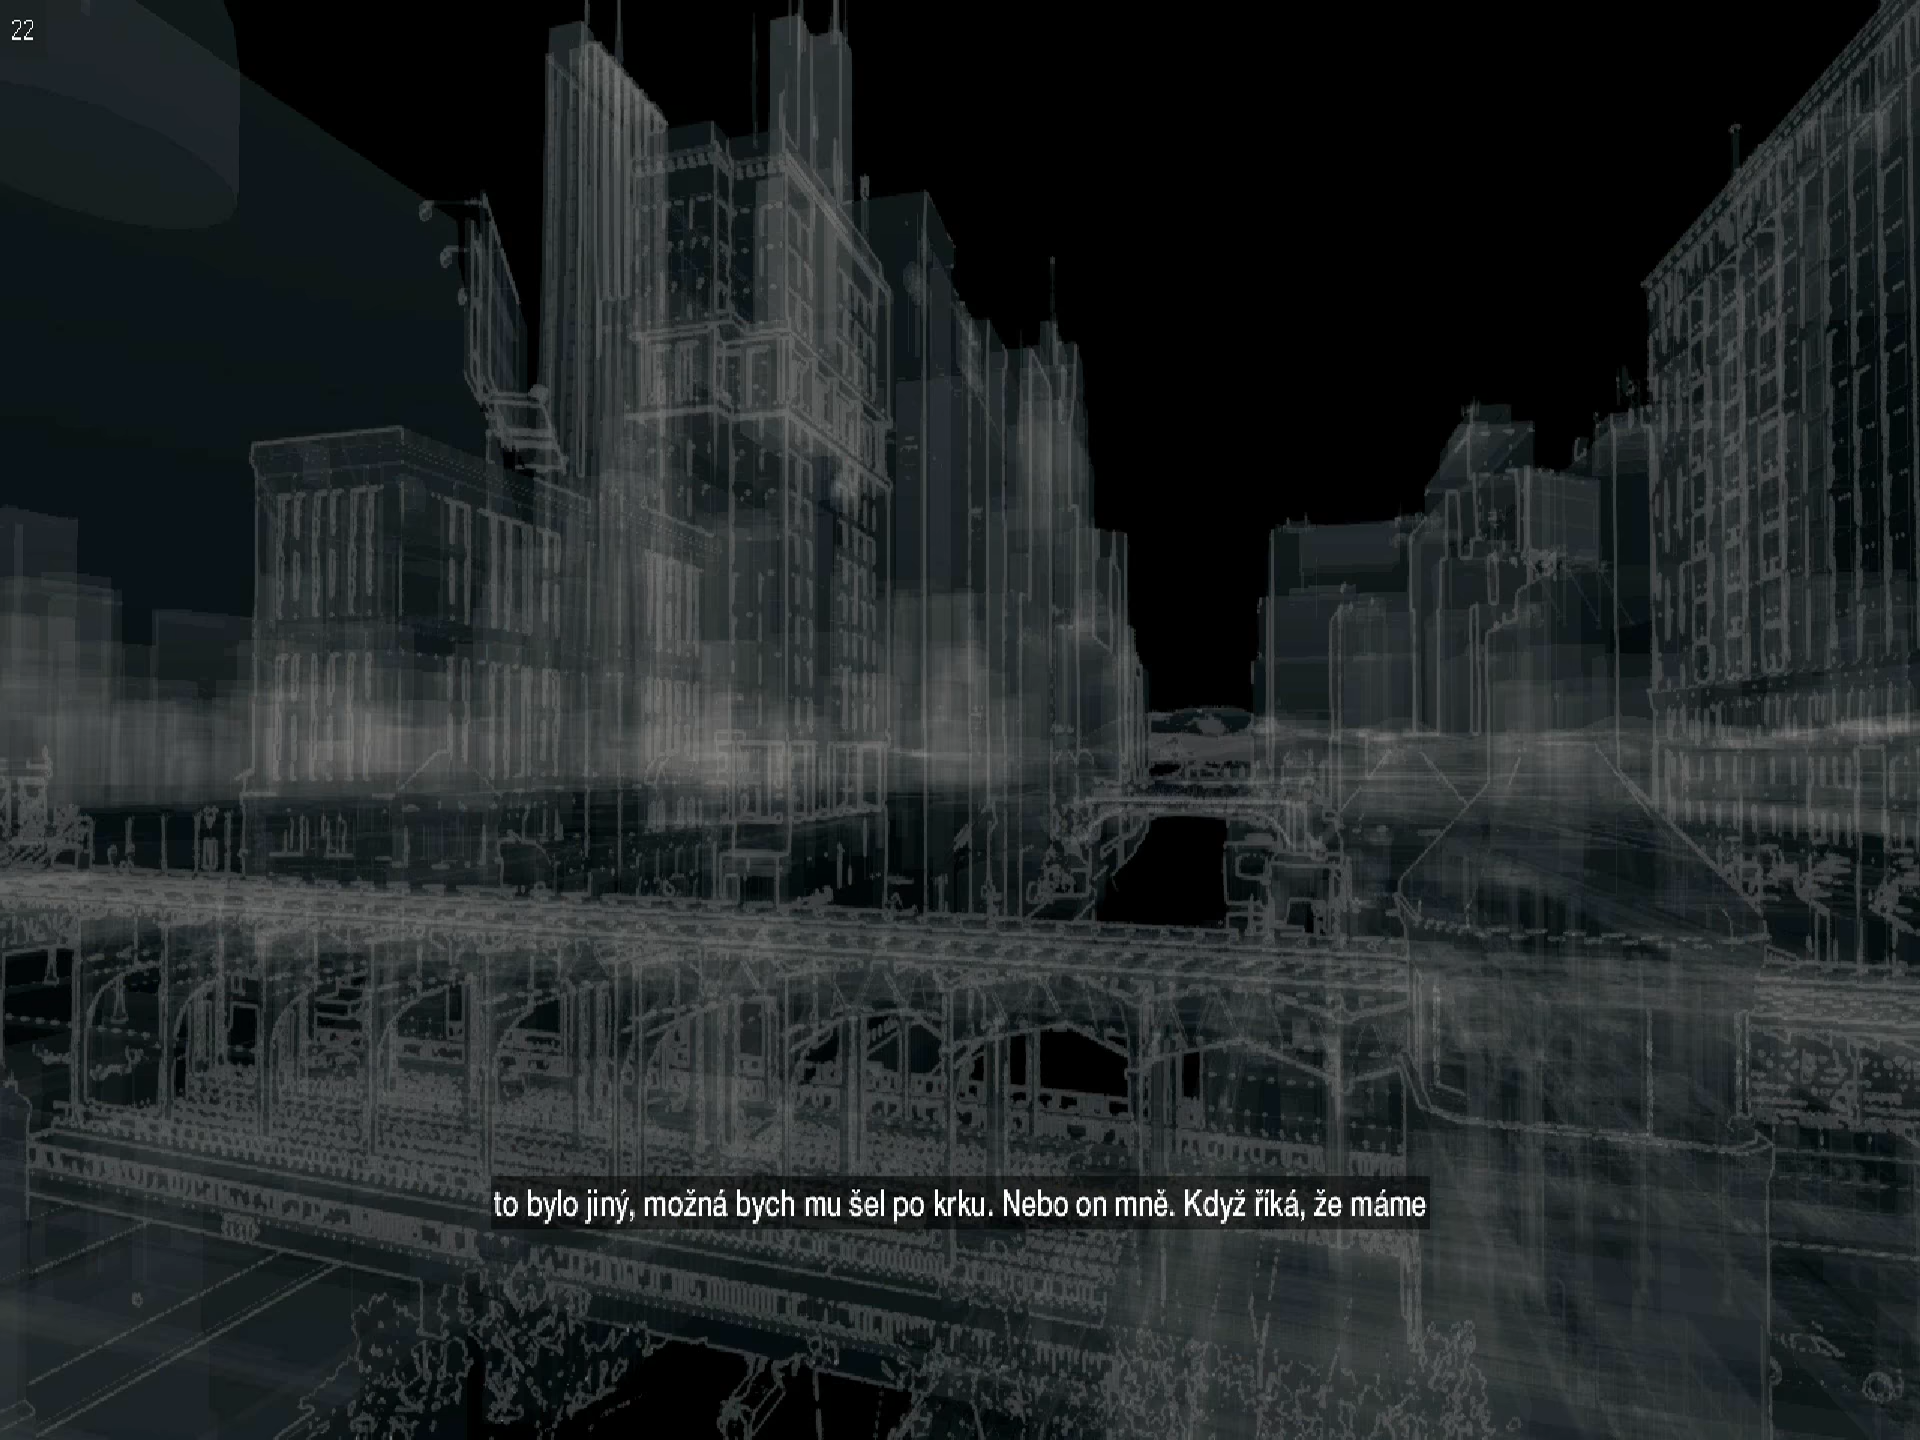 22
to bylo jiný, možná bych mu šel po krku. Nebo on mně. Když říká, že máme